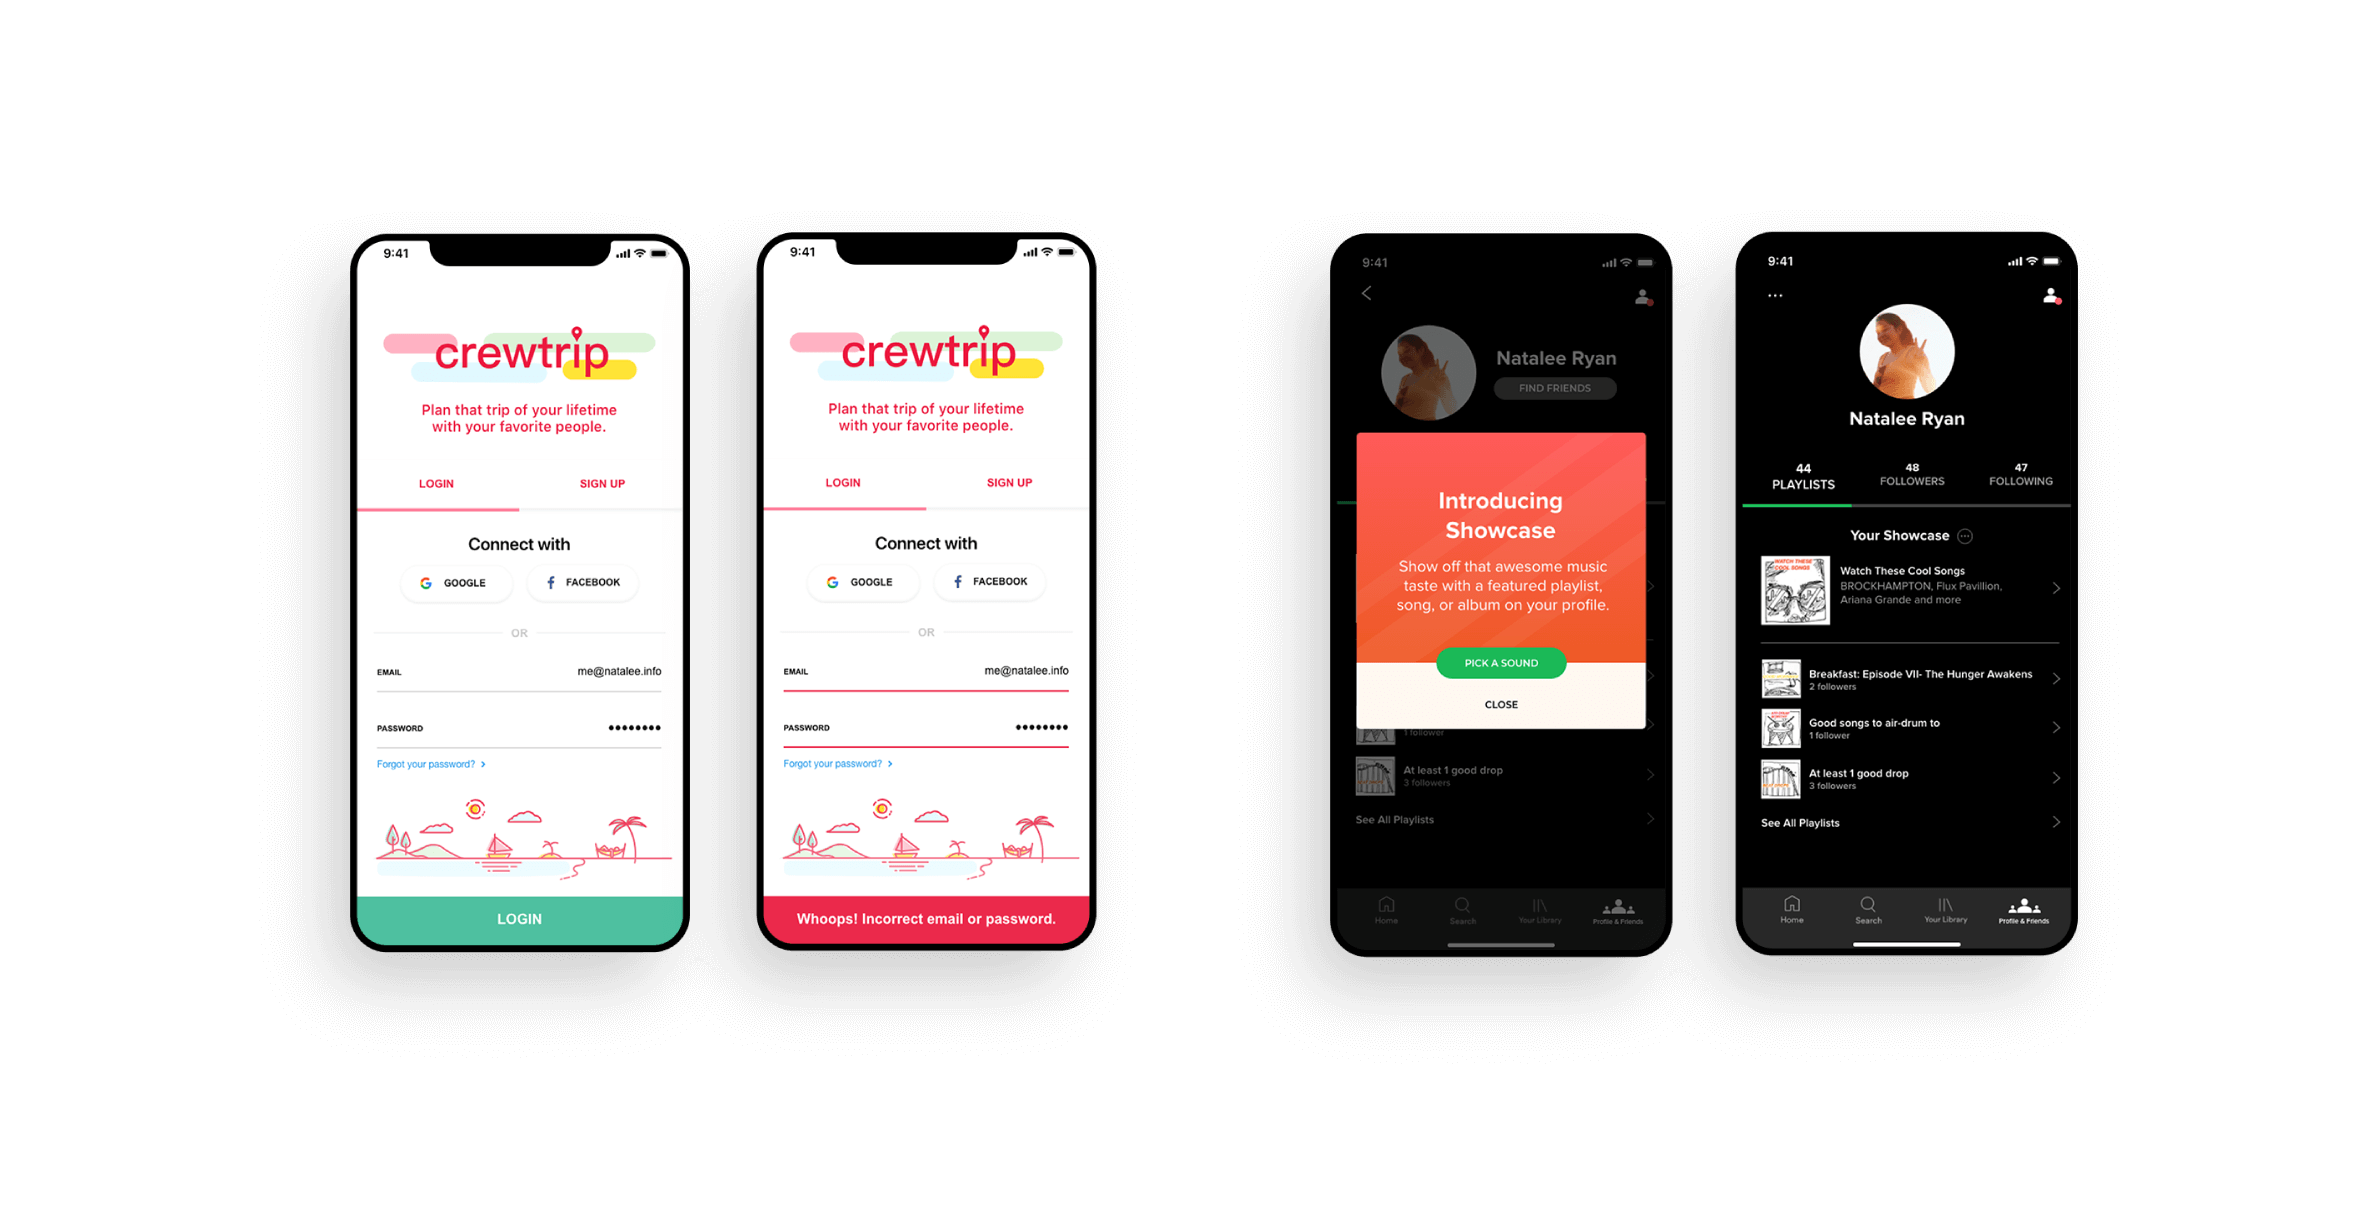 9:41
crewtrip
Plan that trip of your lifetime
with your favorite people.
LOGIN
SIGN UP
Connect with
GOOGLE
FACEBOOK
OR
EMAIL
me@natalee.info
PASSWORD
Forgot your password?
LOGIN
9:41
crewtrip
Plan that trip of your lifetime
with your favorite people.
LOGIN
SIGN UP
Connect with
GOOGLE
FACEBOOK
OR
EMAIL
me@natalee.info
PASSWORD
Forgot your password?
Whoops! Incorrect email or password.
9:41
Natalee Ryan
FIND FRIENDS
Introducing
Showcase
Show off that awesome music
taste with a featured playlist,
song, or album on your profile.
PICK A SOUND
CLOSE
1 follower
At least 1 good drop
3 followers
See All Playlists
Home
Search
Your Library
Profile & Friends
9:41
Natalee Ryan
44
PLAYLISTS
48
FOLLOWERS
47
FOLLOWING
Your Showcase
WATCH THESE
COOL SONGS
Watch These Cool Songs
BROCKHAMPTON, Flux Pavillion,
Ariana Grande and more
Breakfast: Episode VII- The Hunger Awakens
2 followers
Good songs to air-drum to
1 follower
At least 1 good drop
3 followers
See All Playlists
Home
Search
Your Library
Profile & Friends